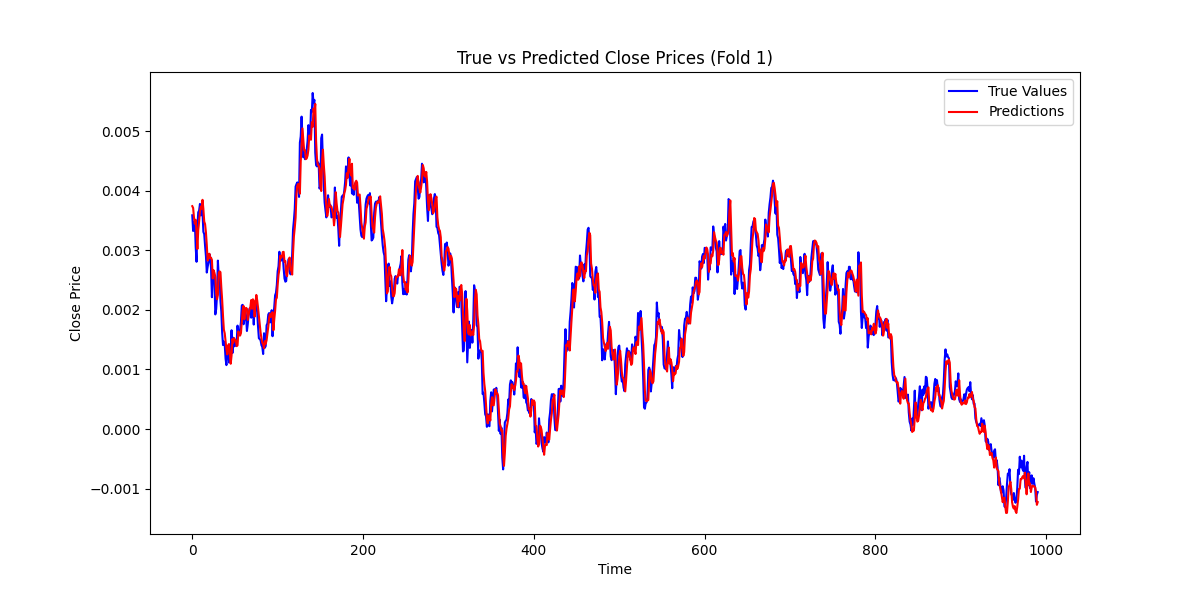 True vs Predicted Close Prices (Fold 1)
True Values
Predictions
Close Price
0.005
0.004
0.003
0.002
0.001
0.000
−0.001
0
200
400
600
800
1000
Time